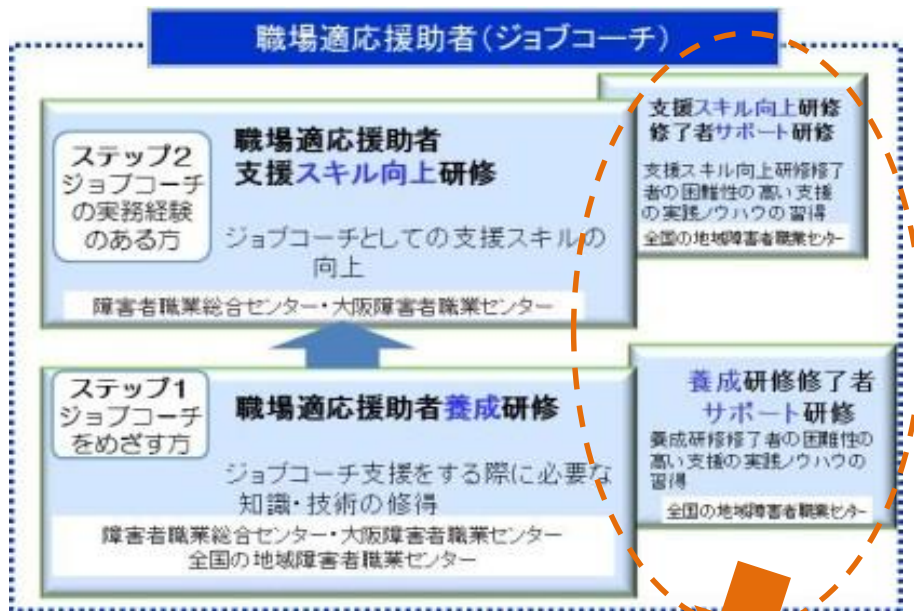 職場適応援助者(ジョブコーチ)
ステップ2
ジョブコーチ
の実務経験
のある方
職場適応援助者
支援スキル向上研修
ジョブコーチとしての支援スキルの
向上
障害者職業総合センター・大阪障害者職業センター
支援スキル向上研修
修了者サポート研修
支援スキル向上研修修了
者の困難性の高い支援
の実践ノウハウの習得
全国の地域障害者職業センター
ステップ1
ジョブコーチ
をめざす方
職場適応援助者養成研修
ジョブコーチ支援をする際に必要な
知識・技術の修得
障害者職業総合センター・大阪障害者職業センター
全国の地域障害者職業センター
養成研修修了者
サポート研修
養成研修修了者の困難性の
高い支援の実践ノウハウの
習得
全国の地域障害者職業センター